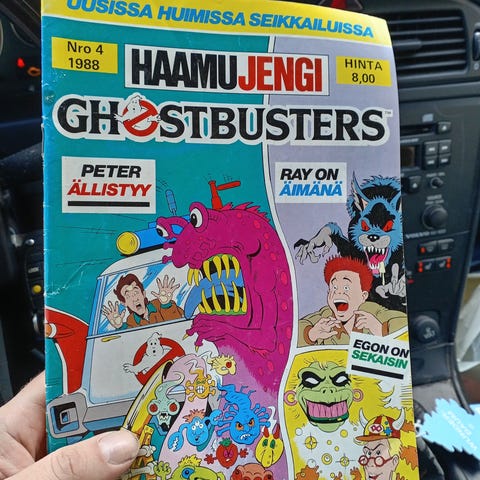 UUSISSA HUIMISSA SEIKKAILUISSA
Nro 4
1988
HAAMUJENGI
HINTA
8,00
GHOSTBUSTERS
PETER
ÄLLISTYY
RAY ON
ÄIMÄNÄ
EGON ON
SEKAISIN